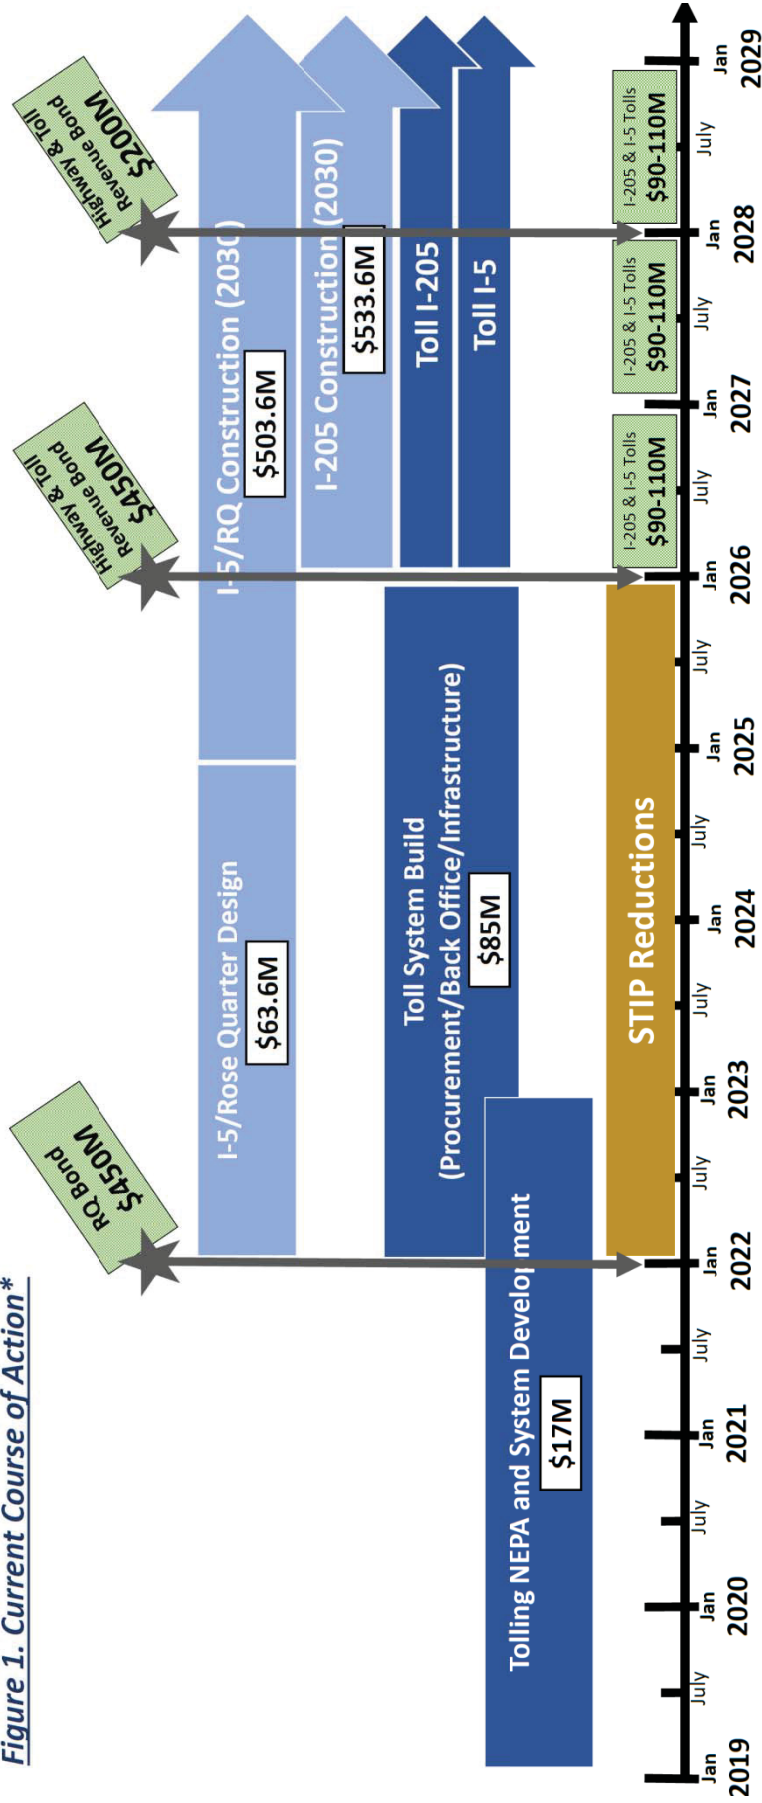 Figure 1. Current Course of Action*
RQ Bond
$450M
Highway & Toll
Revenue Bond
$450M
Highway & Toll
Revenue Bond
$200M
I-5/Rose Quarter Design
$63.6M
I-5/RQ Construction (2030)
$503.6M
I-205 Construction (2030)
$533.6M
Toll System Build
(Procurement/Back Office/Infrastructure)
$85M
Toll I-205
Toll I-5
Tolling NEPA and System Development
$17M
STIP Reductions
I-205 & I-5 Tolls
$90-110M
I-205 & I-5 Tolls
$90-110M
I-205 & I-5 Tolls
$90-110M
Jan
2019
July
Jan
2020
July
Jan
2021
July
Jan
2022
July
Jan
2023
July
Jan
2024
July
Jan
2025
July
Jan
2026
July
Jan
2027
July
Jan
2028
July
Jan
2029